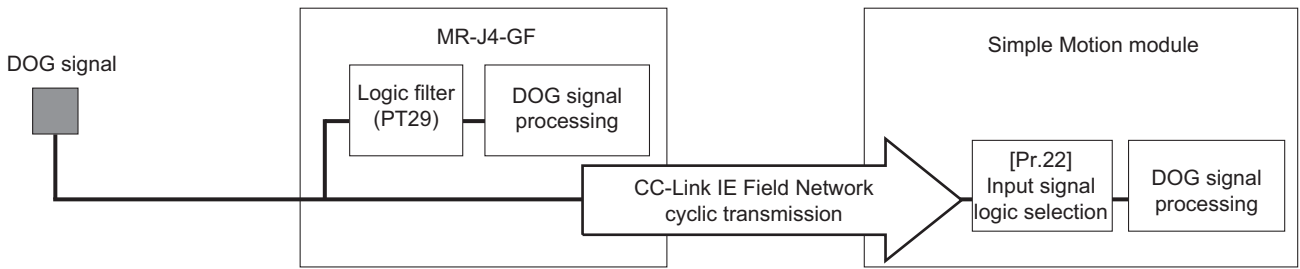 DOG signal
MR-J4-GF
Logic filter
(PT29)
DOG signal
processing
CC-Link IE Field Network
cyclic transmission
Simple Motion module
[Pr.22]
Input signal
logic selection
DOG signal
processing